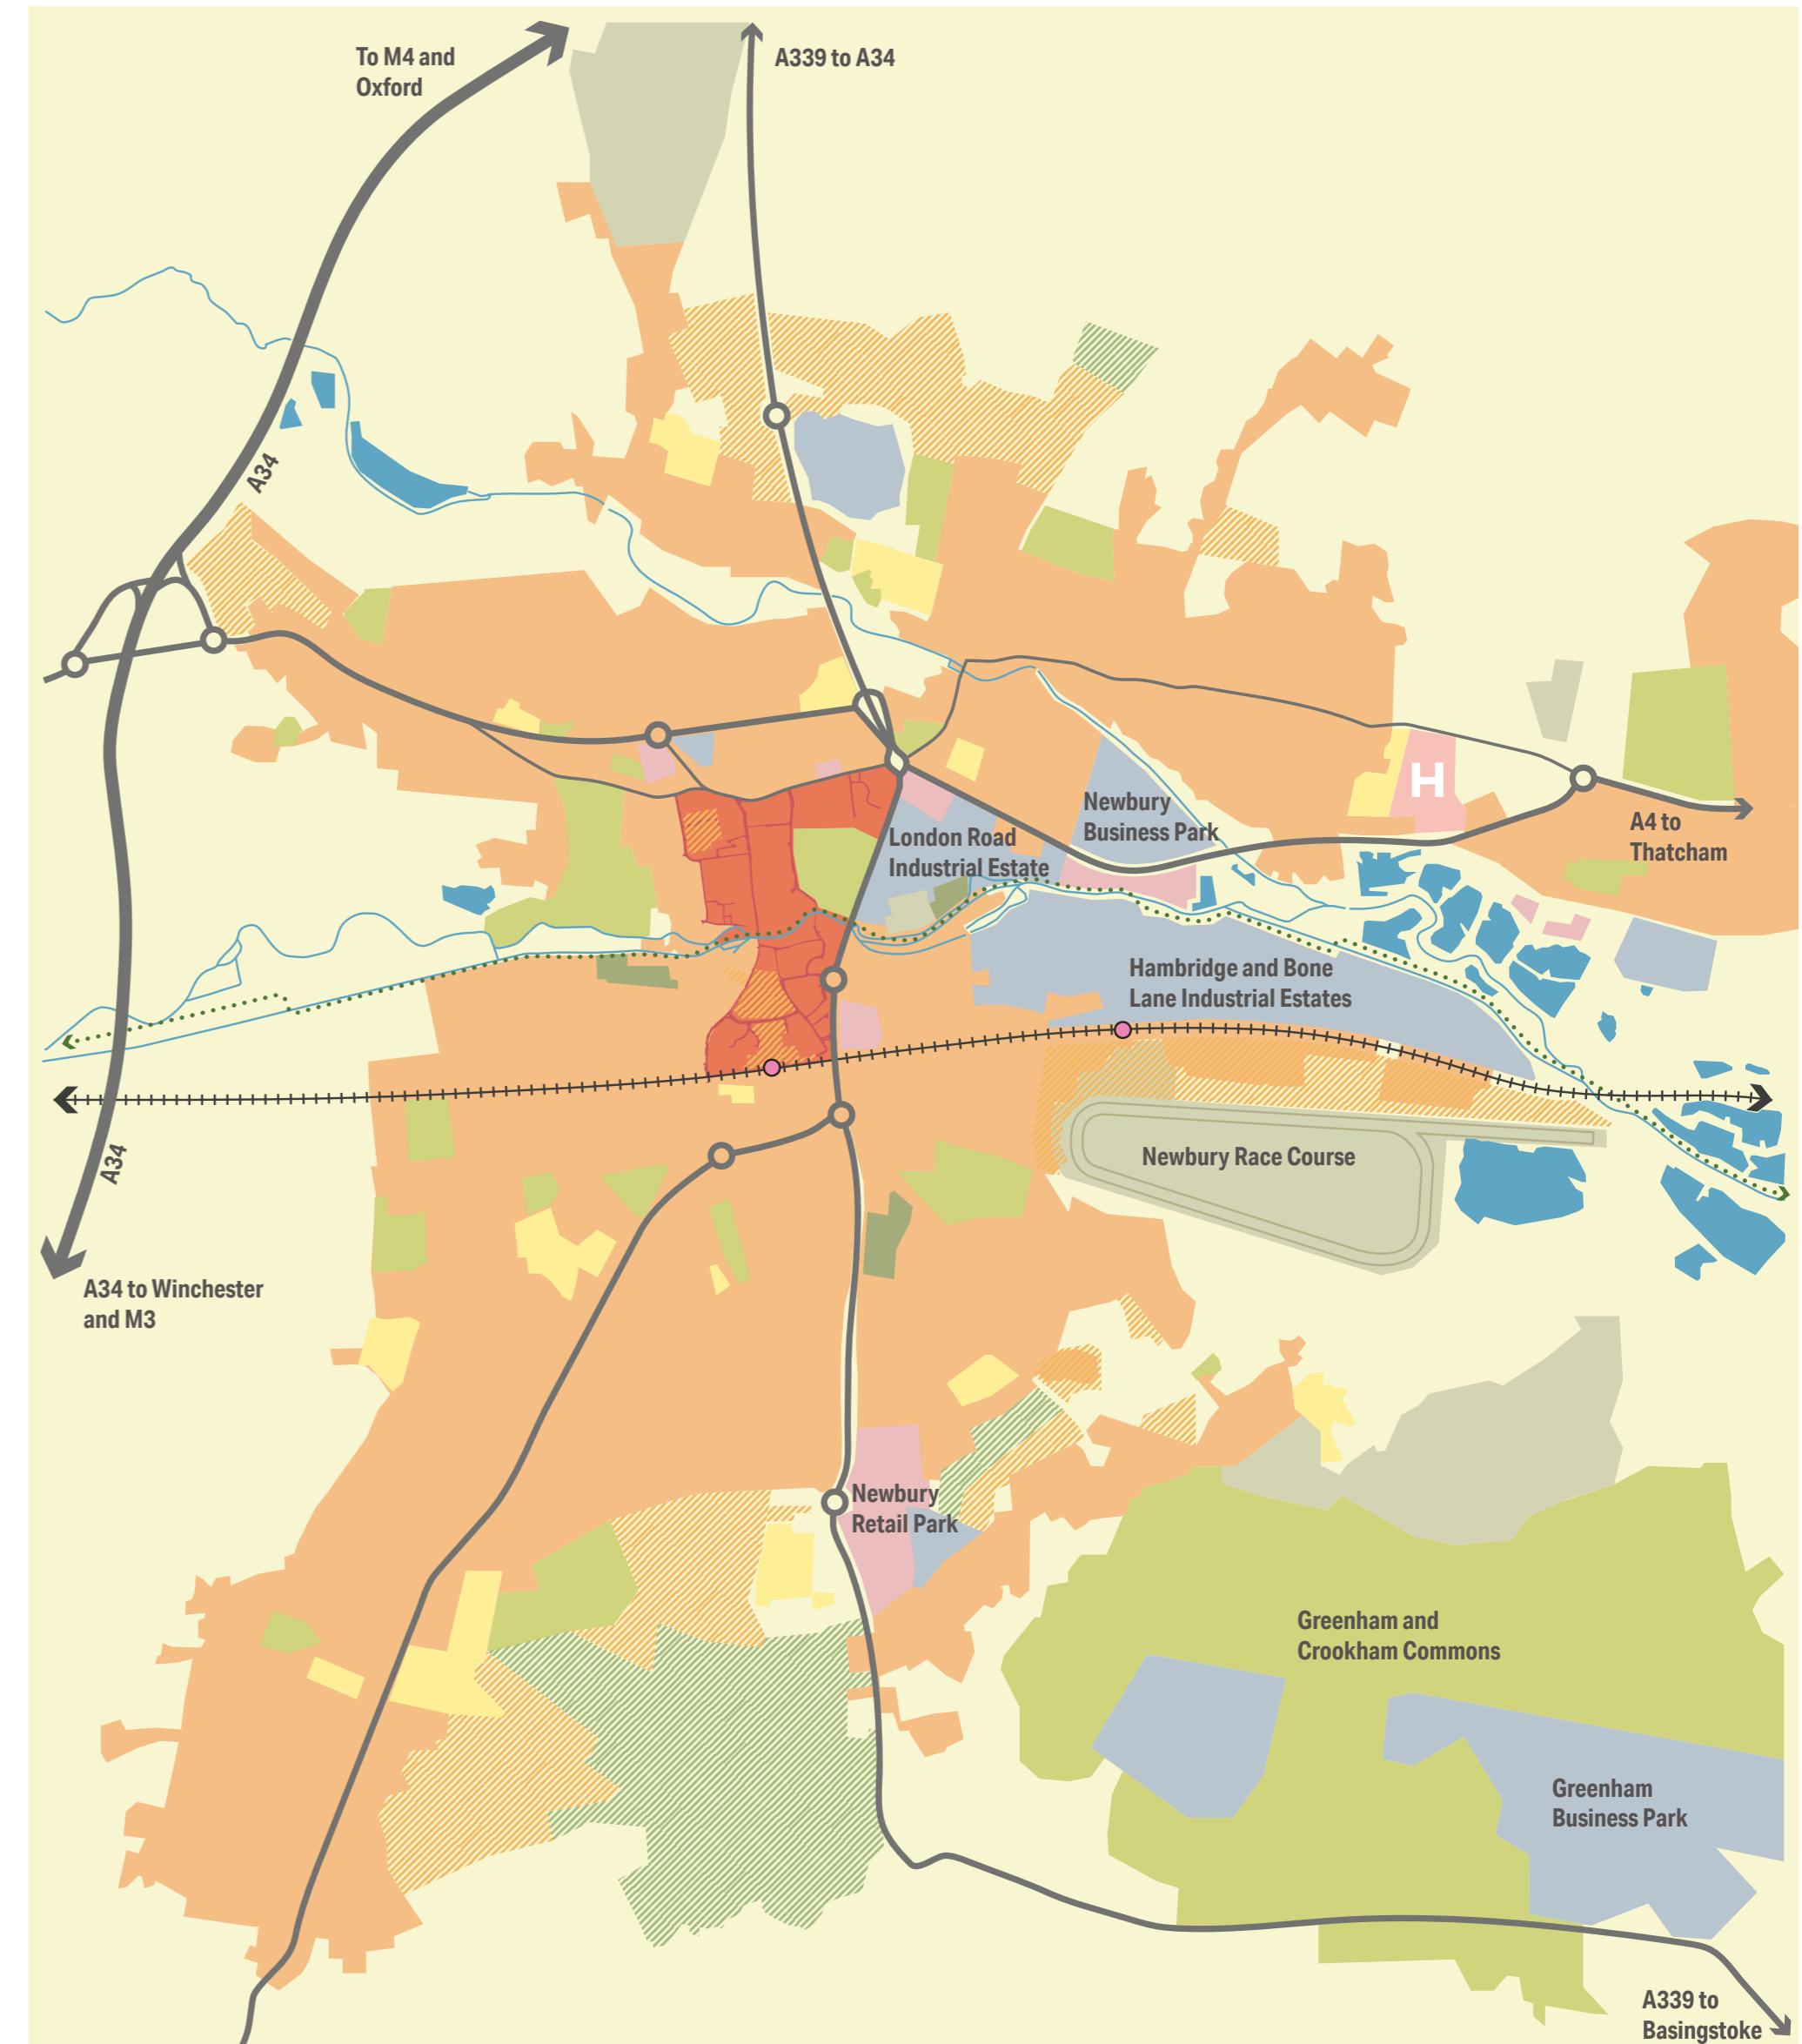 To M4 and
Oxford
A339 to A34
A34
Newbury
Business Park
H
A4 to
Thatcham
London Road
Industrial Estate
Hambridge and Bone
Lane Industrial Estates
Newbury Race Course
A34
A34 to Winchester
and M3
Newbury
Retail Park
Greenham and
Crookham Commons
Greenham
Business Park
A339 to
Basingstoke